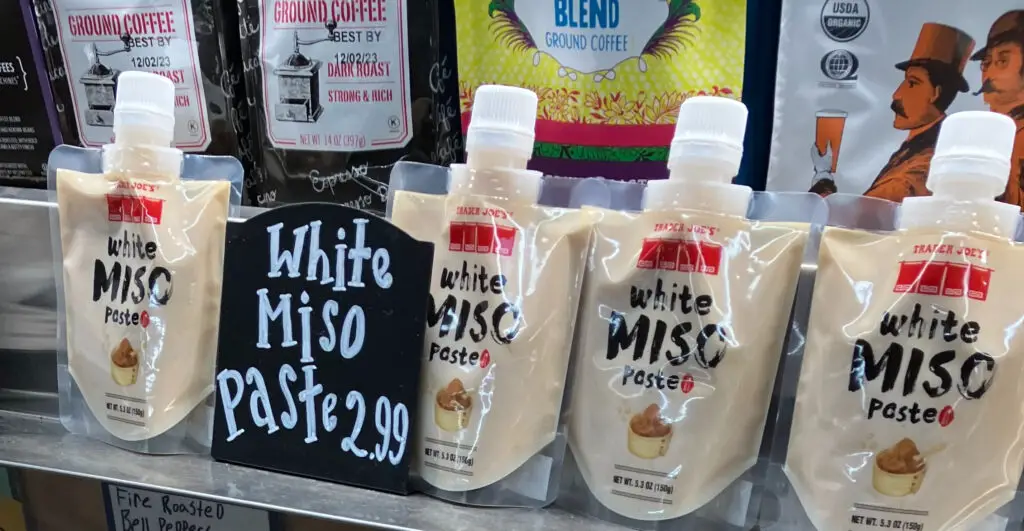 GROUND COFFEE
BEST BY
12/02/23
DARK ROAST
STRONG & RICH
NET WT 14 OZ (397g)
GROUND COFFEE
BEST BY
12/02/23
Espresso
BLEND
GROUND COFFEE
USDA
ORGANIC
TRADER JOE'S
white
MISO
Paste
NET WT. 5.3 OZ (150g)
White
Miso
Paste 2.99
TRADER JOE'S
white
MISO
Paste
NET WT. 5.3 OZ (150g)
TRADER JOE'S
white
MISO
Paste
NET WT. 5.3 OZ (150g)
TRADER JOE'S
white
MISO
Paste
NET WT. 5.3 OZ (150g)
Fire Roasted
Bell Peppers